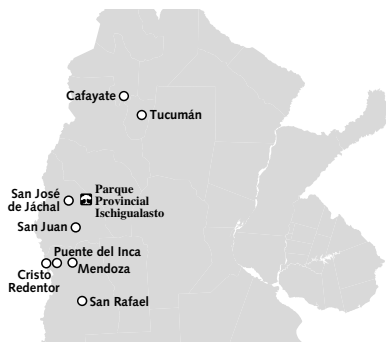 Cafayate
Tucumán
San José
de Jáchal
Parque
Provincial
Ischigualasto
San Juan
Puente del Inca
Mendoza
Cristo
Redentor
San Rafael